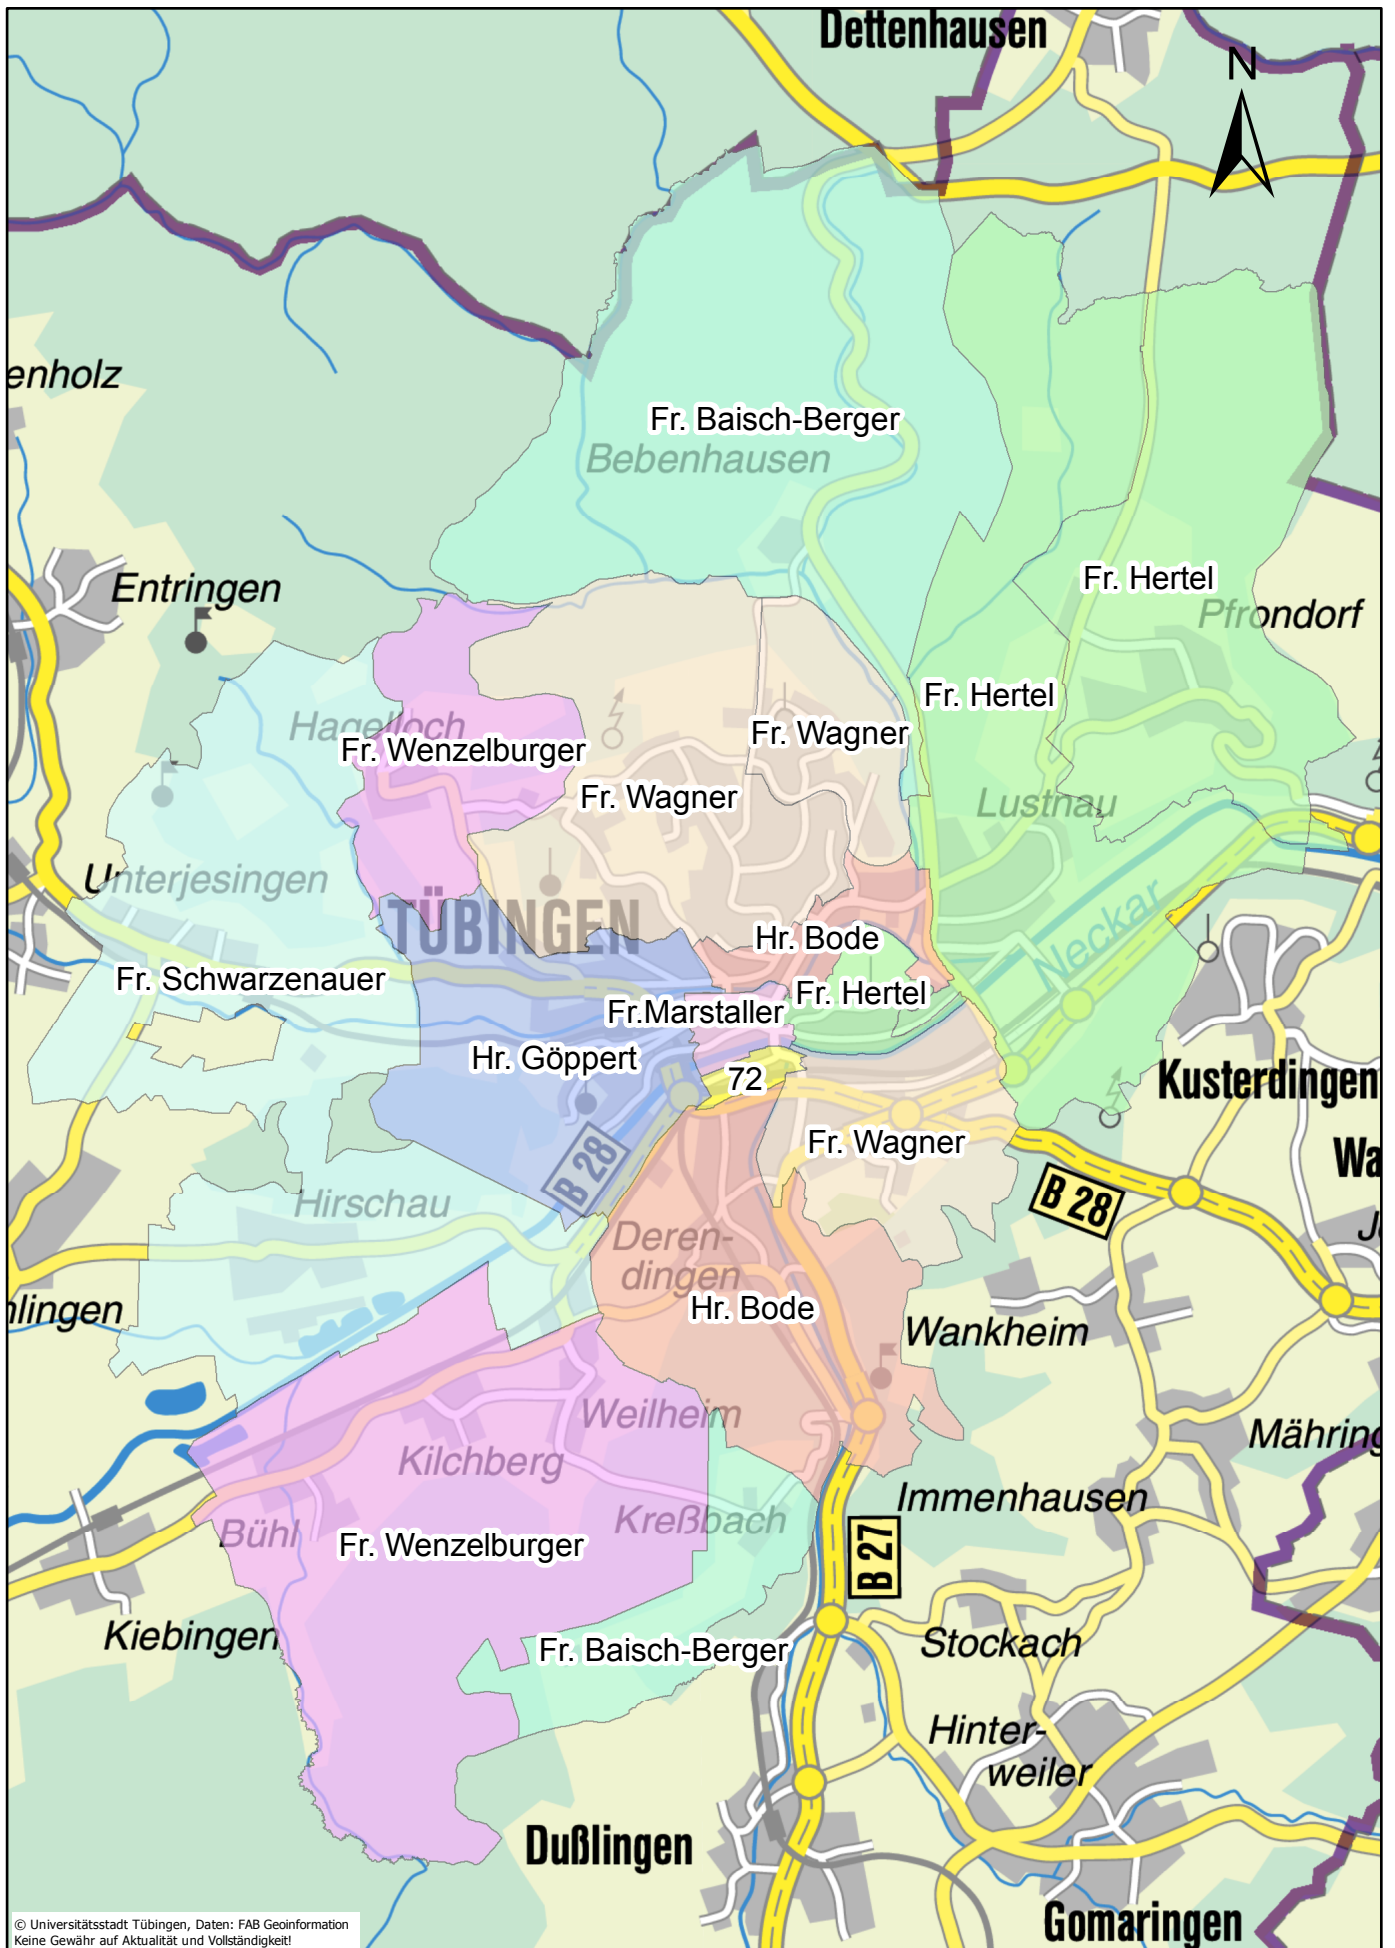 Dettenhausen
N
enholz
Fr. Baisch-Berger
Bebenhausen
Entringen
Fr. Hertel
Pfrondorf
Fr. Hertel
Hagelloch
Fr. Wenzelburger
Fr. Wagner
Fr. Wagner
Lustnau
Unterjesingen
TÜBINGEN
Neckar
Hr. Bode
Fr. Schwarzenauer
Fr. Hertel
Fr.Marstaller
Hr. Göppert
72
Kusterdingen
Fr. Wagner
Wa
B 28
B 28
Hirschau
J
Deren-
dingen
Hr. Bode
hlingen
Wankheim
Weilheim
Kilchberg
Mähring
Immenhausen
Kreßbach
Bühl
Fr. Wenzelburger
B 27
Kiebingen
Fr. Baisch-Berger
Stockach
Hinter-
weiler
Dußlingen
Gomaringen
© Universitätsstadt Tübingen, Daten: FAB Geoinformation
Keine Gewähr auf Aktualität und Vollständigkeit!